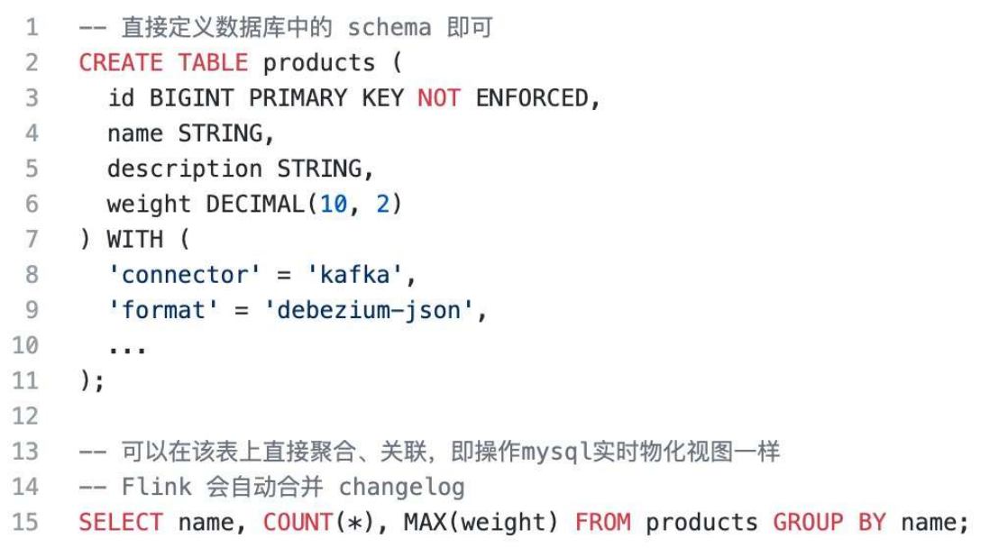 1 -- 直接定义数据库中的 schema 即可
2 CREATE TABLE products (
3   id BIGINT PRIMARY KEY NOT ENFORCED,
4   name STRING,
5   description STRING,
6   weight DECIMAL(10, 2)
7 ) WITH (
8   'connector' = 'kafka',
9   'format' = 'debezium-json',
10   ...
11 );
12
13 -- 可以在该表上直接聚合、关联，即操作mysql实时物化视图一样
14 -- Flink 会自动合并 changelog
15 SELECT name, COUNT(*), MAX(weight) FROM products GROUP BY name;